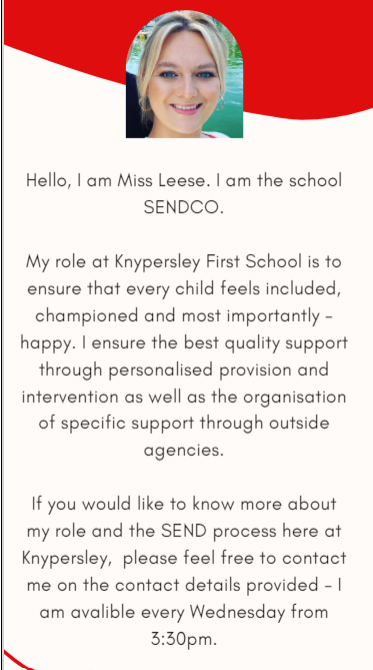 Hello, I am Miss Leese. I am the school
SENDCO.
My role at Knypersley First School is to
ensure that every child feels included,
championed and most importantly -
happy. I ensure the best quality support
through personalised provision and
intervention as well as the organisation
of specific support through outside
agencies.
If you would like to know more about
my role and the SEND process here at
Knypersley,  please feel free to contact
me on the contact details provided - I
am avalible every Wednesday from
3:30pm.